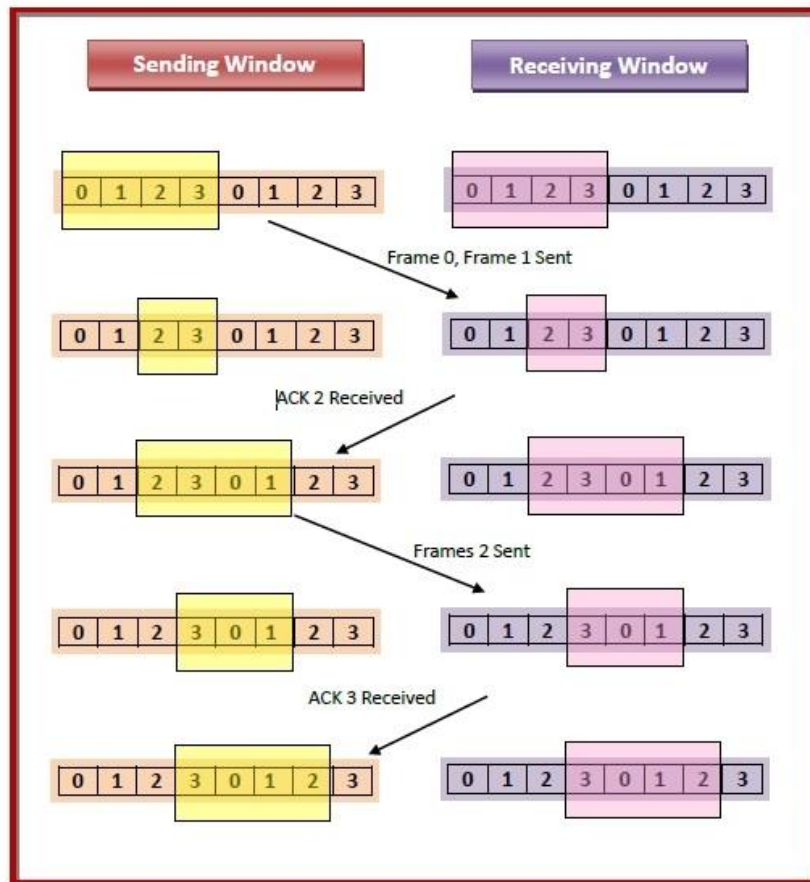 Sending Window
Receiving Window
0 1 2 3 0 1 2 3
0 1 2 3 0 1 2 3
Frame 0, Frame 1 Sent
0 1 2 3 0 1 2 3
0 1 2 3 0 1 2 3
ACK 2 Received
0 1 2 3 0 1 2 3
0 1 2 3 0 1 2 3
Frames 2 Sent
0 1 2 3 0 1 2 3
0 1 2 3 0 1 2 3
ACK 3 Received
0 1 2 3 0 1 2 3
0 1 2 3 0 1 2 3